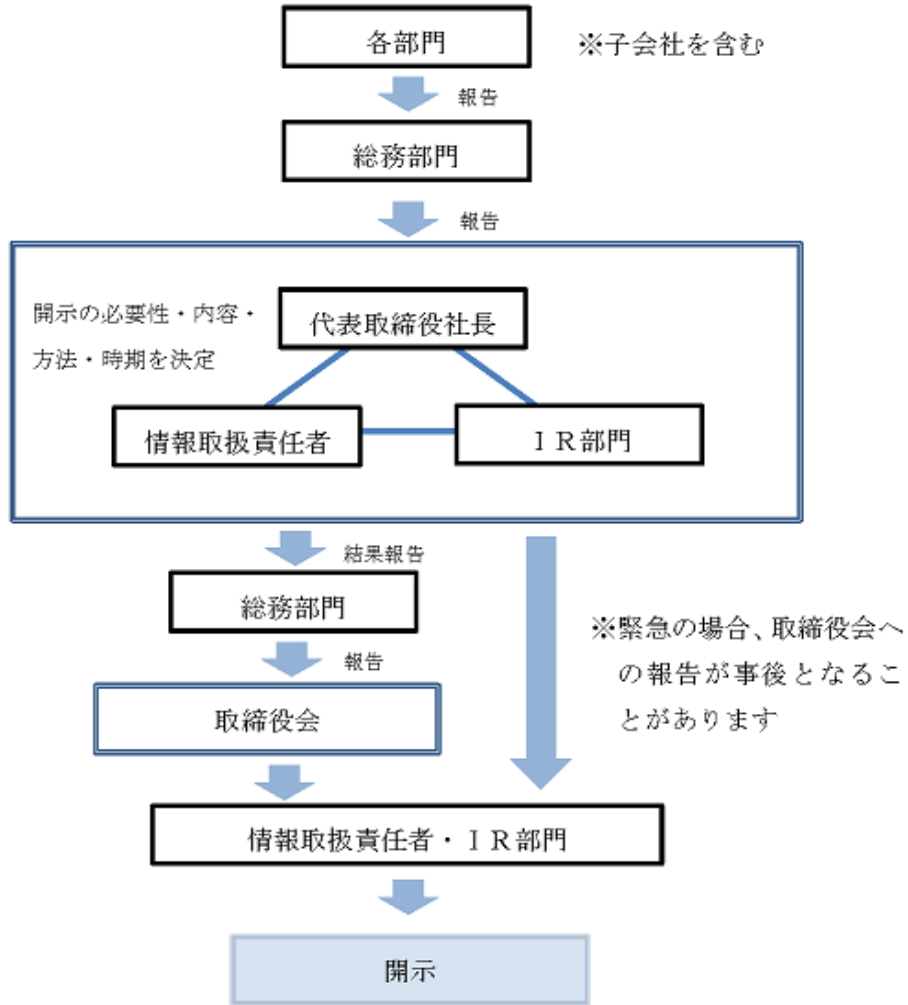 各部門
※子会社を含む
報告
総務部門
報告
開示の必要性・内容・
方法・時期を決定
代表取締役社長
情報取扱責任者
ＩＲ部門
結果報告
総務部門
報告
※緊急の場合、取締役会へ
の報告が事後となるこ
とがあります
取締役会
情報取扱責任者・ＩＲ部門
開示